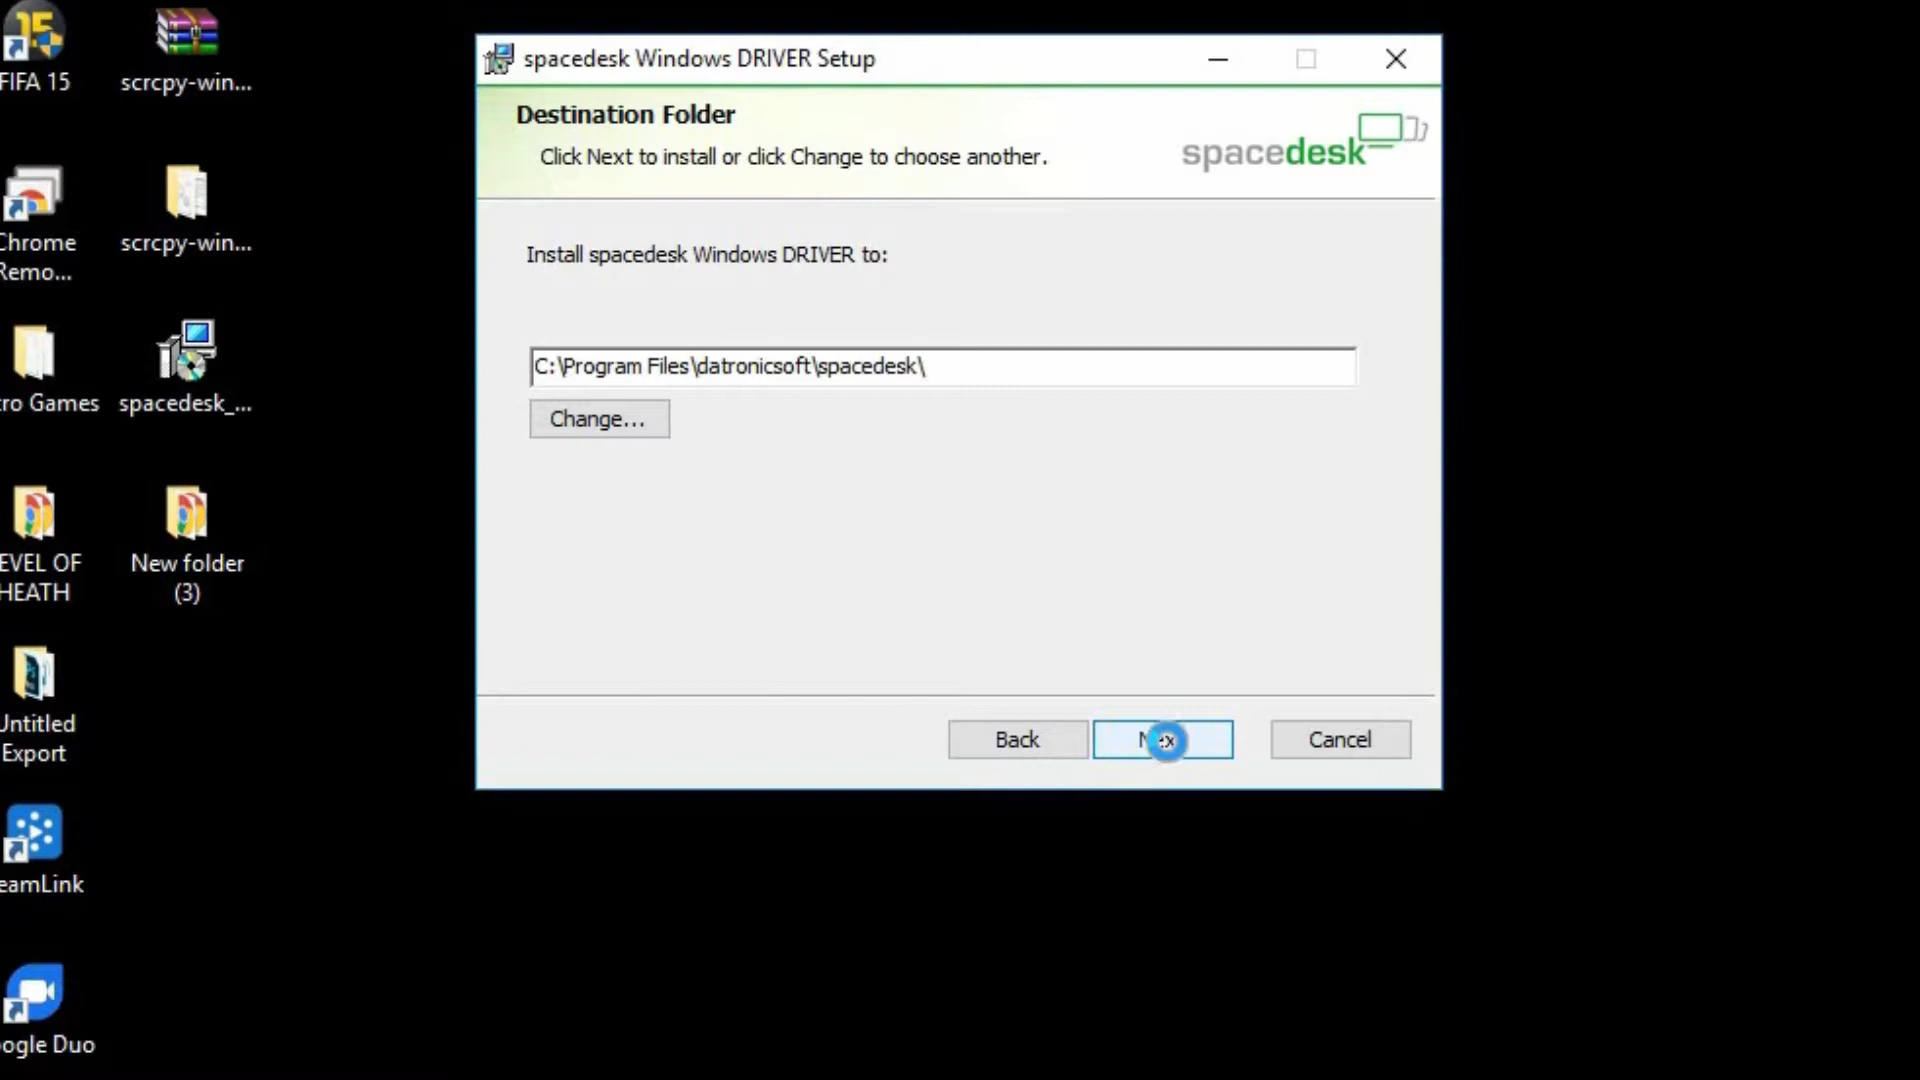 FIFA 15
scrcpy-win...
Chrome
Remo...
scrcpy-win...
ro Games
spacedesk_...
EVEL OF
HEATH
New folder
(3)
Untitled
Export
eamLink
ogle Duo
spacedesk Windows DRIVER Setup
Destination Folder
Click Next to install or click Change to choose another.
spacedesk
Install spacedesk Windows DRIVER to:
C:\Program Files\datronicsoft\spacedesk\
Change...
Back
Nex
Cancel